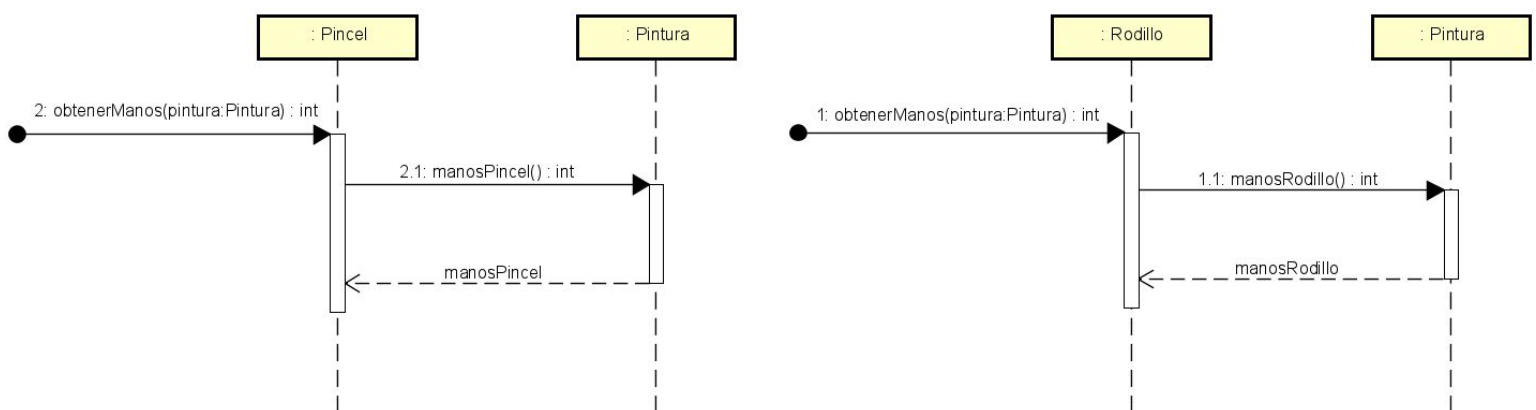 : Pincel
: Pintura
2: obtenerManos(pintura:Pintura) : int
2.1: manosPincel() : int
manosPincel
: Rodillo
: Pintura
1: obtenerManos(pintura:Pintura) : int
1.1: manosRodillo() : int
manosRodillo